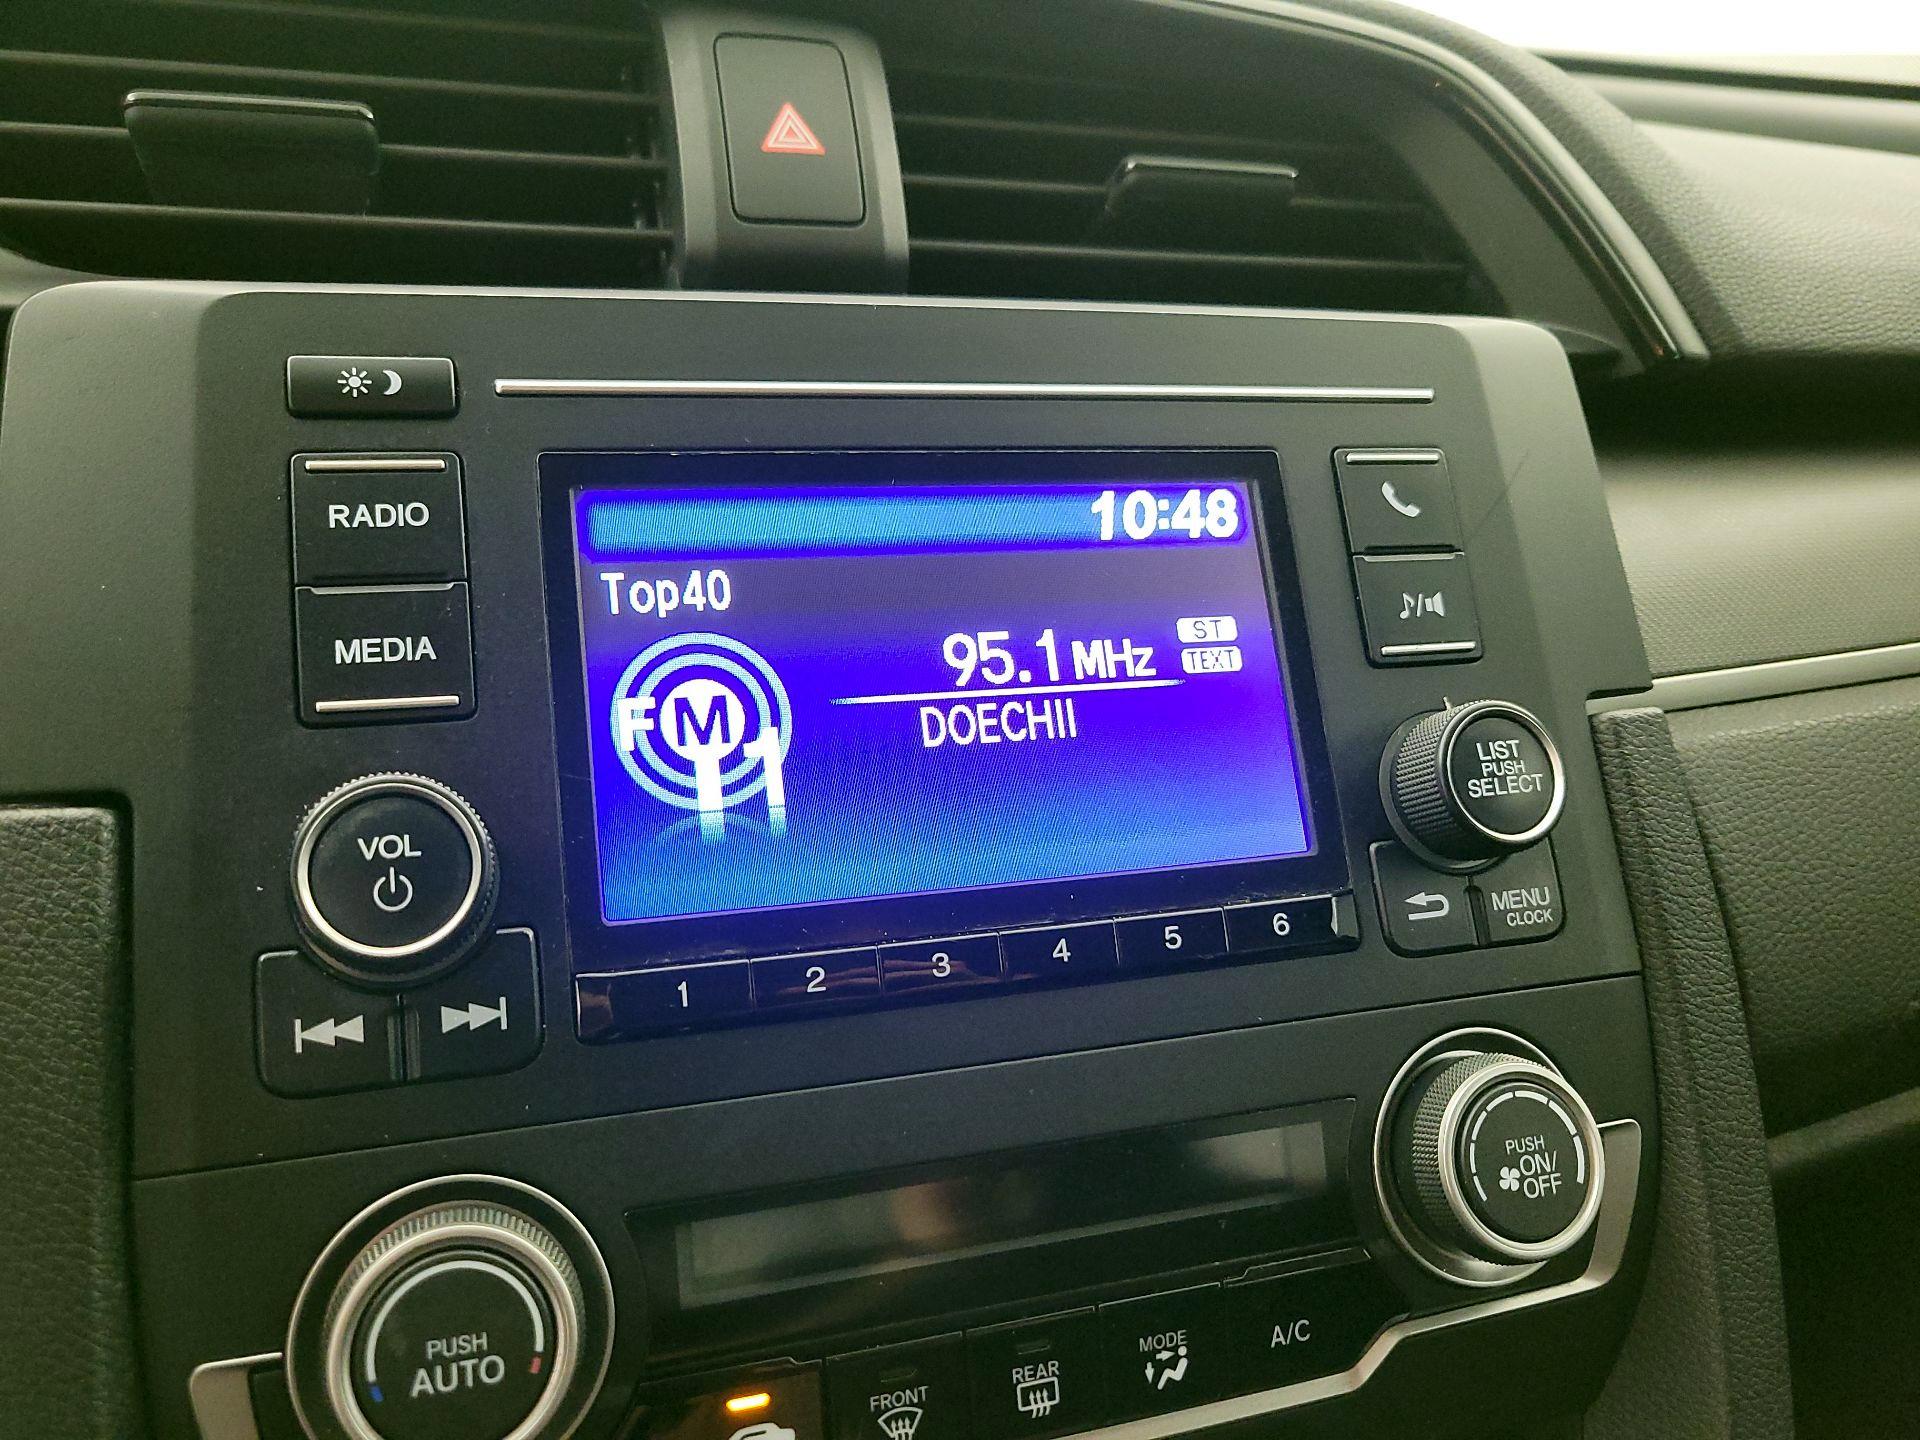 RADIO
MEDIA
VOL
10:48
Top40
95.1 MHz
ST
TEXT
FM
1
DOECHII
LIST
PUSH
SELECT
MENU
CLOCK
1 2 3 4 5 6
PUSH
ON/
OFF
PUSH
AUTO
FRONT
REAR
MODE
A/C